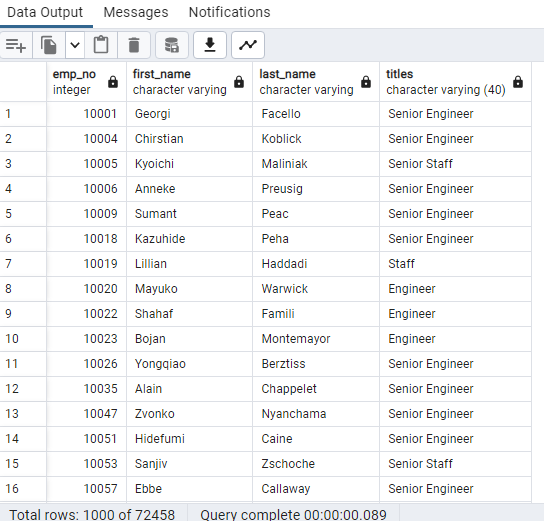 Data Output Messages Notifications
emp_no first_name last_name titles
integer character varying character varying character varying (40)
1 10001 Georgi Facello Senior Engineer
2 10004 Chirstian Koblick Senior Engineer
3 10005 Kyoichi Maliniak Senior Staff
4 10006 Anneke Preusig Senior Engineer
5 10009 Sumant Peac Senior Engineer
6 10018 Kazuhide Peha Senior Engineer
7 10019 Lillian Haddadi Staff
8 10020 Mayuko Warwick Engineer
9 10022 Shahaf Famili Engineer
10 10023 Bojan Montemayor Engineer
11 10026 Yongqiao Berztiss Senior Engineer
12 10035 Alain Chappelet Senior Engineer
13 10047 Zvonko Nyanchama Senior Engineer
14 10051 Hidefumi Caine Senior Engineer
15 10053 Sanjiv Zschoche Senior Staff
16 10057 Ebbe Callaway Senior Engineer
Total rows: 1000 of 72458 Query complete 00:00:00.089